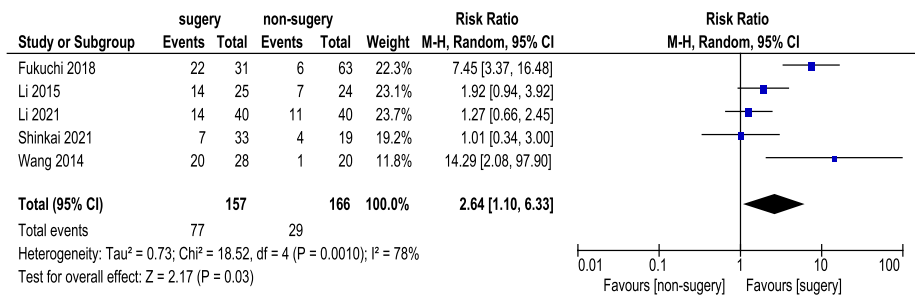 sugery non-sugery Risk Ratio Risk Ratio
Study or Subgroup Events Total Events Total Weight M-H, Random, 95% CI M-H, Random, 95% CI
Fukuchi 2018 22 31 6 63 22.3% 7.45 [3.37, 16.48]
Li 2015 14 25 7 24 23.1% 1.92 [0.94, 3.92]
Li 2021 14 40 11 40 23.7% 1.27 [0.66, 2.45]
Shinkai 2021 7 33 4 19 19.2% 1.01 [0.34, 3.00]
Wang 2014 20 28 1 20 11.8% 14.29 [2.08, 97.90]
Total (95% CI) 157 166 100.0% 2.64 [1.10, 6.33]
Total events 77 29
Heterogeneity: Tau² = 0.73; Chi² = 18.52, df = 4 (P = 0.0010); I² = 78%
Test for overall effect: Z = 2.17 (P = 0.03)
0.01 0.1 1 10 100
Favours [non-sugery] Favours [sugery]